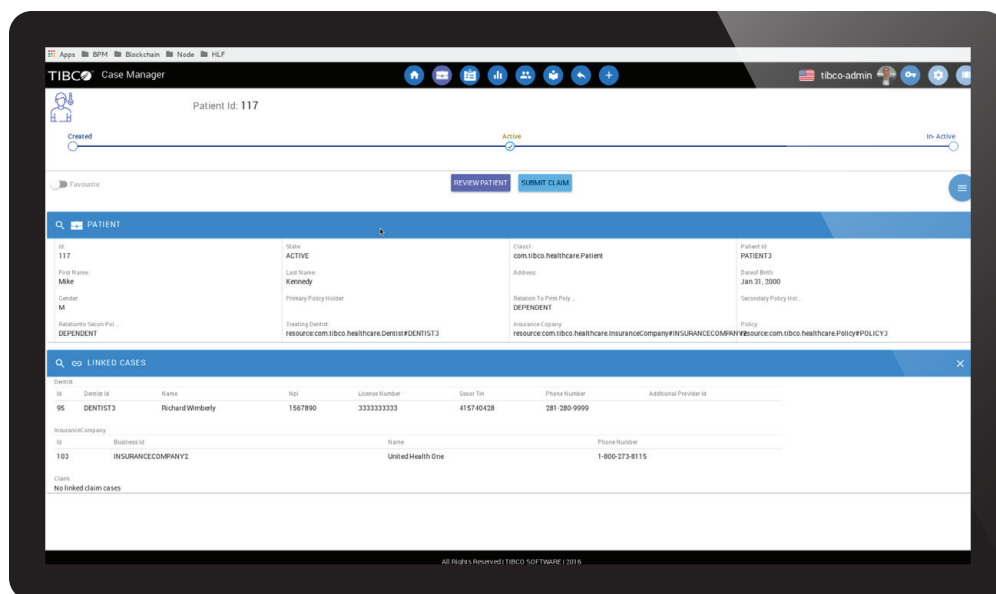 Apps BPM Blockchain Node HLF
TIBCO Case Manager tibco-admin
Patient Id: 117
Created Active In- Active
Favourite REVIEW PATIENT SUBMIT CLAIM
PATIENT
Id: State: Class1: Patient Id:
117 ACTIVE com.tibco.healthcare.Patient PATIENT3
First Name: Last Name: Address: Dateof Birth:
Mike Kennedy Jan 31, 2000
Gender Primary Policy Holder Relation To Prim Poly ... Secondary Policy Hol...
M DEPENDENT
Relationto Secon Pol ... Treating Dentist: Insurance Copany: Policy:
DEPENDENT resource:com.tibco.healthcare.Dentist#DENTIST3 resource:com.tibco.healthcare.InsuranceCompany#INSURANCECOMPANY2 resource:com.tibco.healthcare.Policy#POLICY3
LINKED CASES
Dentist
Id Dentist Id Name Npi License Number Ssnor Tin Phone Number Additional Provider Id
95 DENTIST3 Richard Wimberly 1567890 3333333333 415740428 281-280-9999
InsuranceCompany
Id Business Id Name Phone Number
103 INSURANCECOMPANY2 United Health One 1-800-273-8115
Claim:
No linked claim cases
All Rights Reserved | TIBCO SOFTWARE | 2016